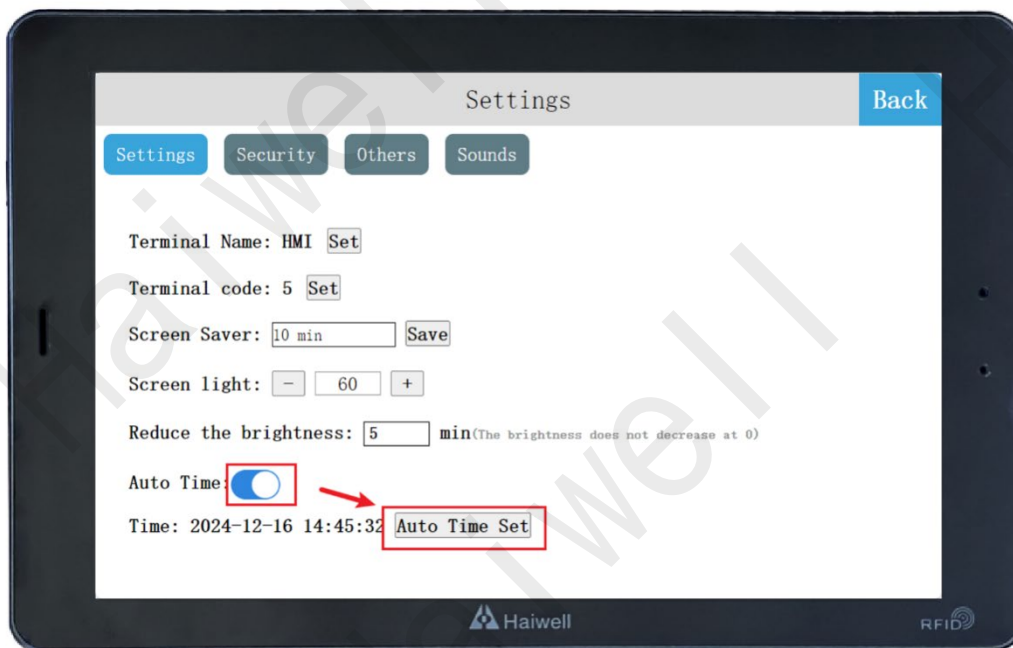 Settings
Back
Settings Security Others Sounds
Terminal Name: HMI Set
Terminal code: 5 Set
Screen Saver: 10 min Save
Screen light: - 60 +
Reduce the brightness: 5 min(The brightness does not decrease at 0)
Auto Time:
Time: 2024-12-16 14:45:32 Auto Time Set
Haiwell
RFID
Haiwell
Haiwell